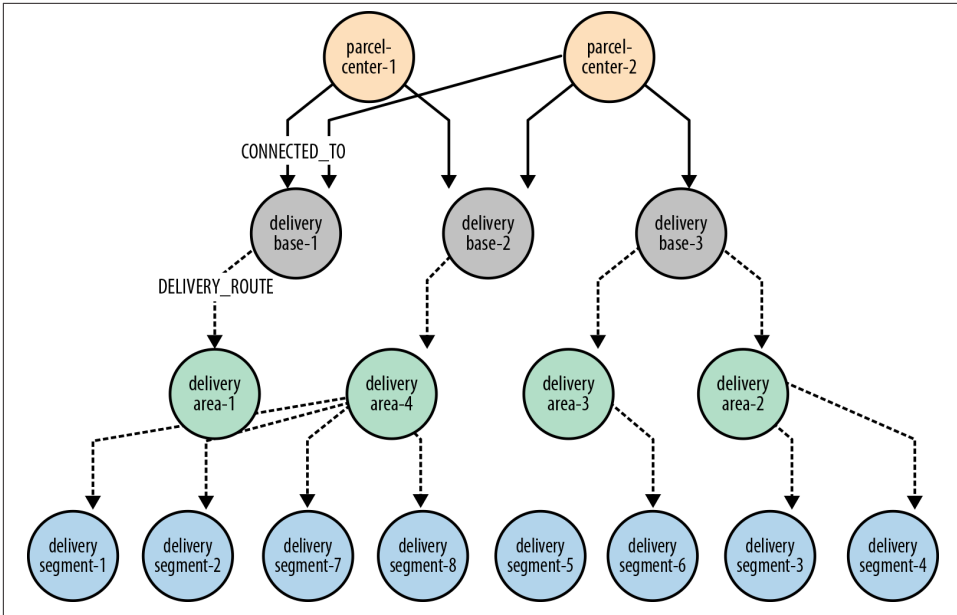 parcel-
center-1
parcel-
center-2
CONNECTED_TO
delivery
base-1
delivery
base-2
delivery
base-3
DELIVERY_ROUTE
delivery
area-1
delivery
area-4
delivery
area-3
delivery
area-2
delivery
segment-1
delivery
segment-2
delivery
segment-7
delivery
segment-8
delivery
segment-5
delivery
segment-6
delivery
segment-3
delivery
segment-4